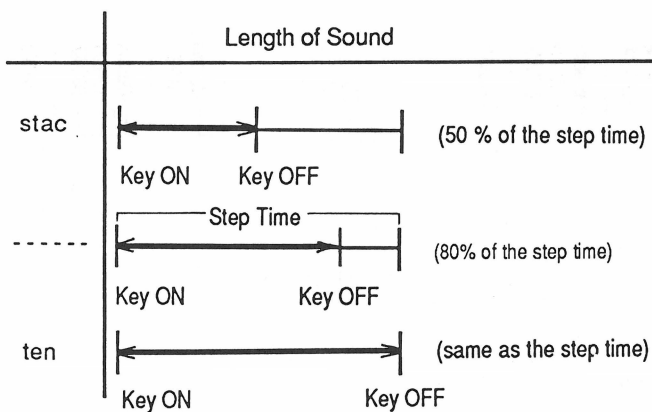 Length of Sound
stac
(50 % of the step time)
Key ON Key OFF
Step Time
-----
(80% of the step time)
Key ON Key OFF
ten
(same as the step time)
Key ON Key OFF